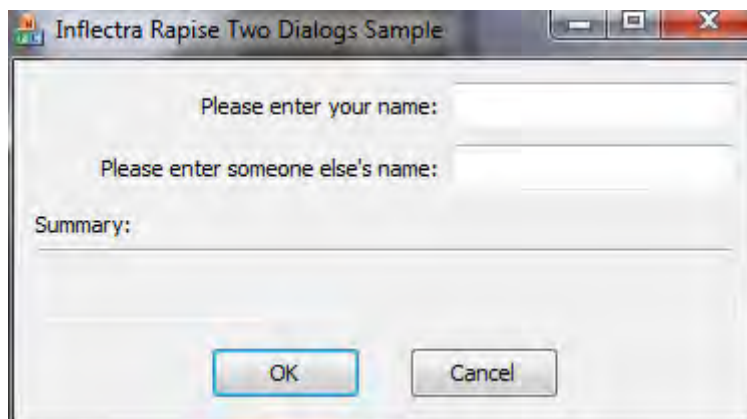 Inflectra Rapise Two Dialogs Sample
Please enter your name:
Please enter someone else's name:
Summary:
OK Cancel